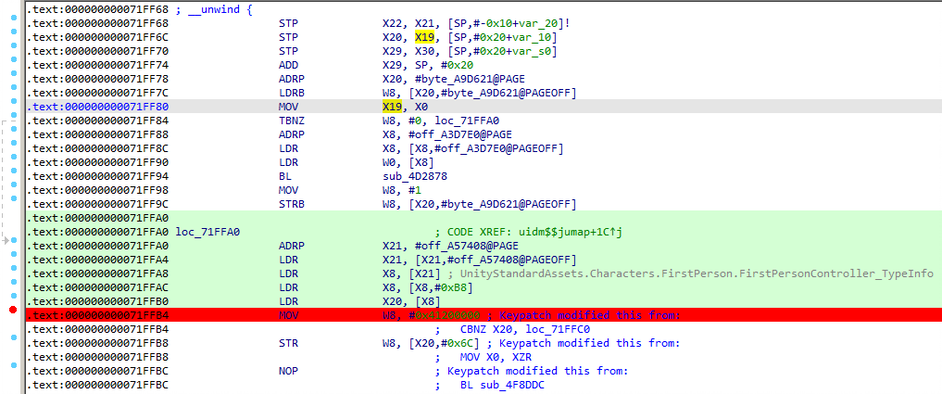 .text:000000000071FF68 ; __unwind {
.text:000000000071FF68 STP X22, X21, [SP,#-0x10+var_20]!
.text:000000000071FF6C STP X20, X19, [SP,#0x20+var_10]
.text:000000000071FF70 STP X29, X30, [SP,#0x20+var_s0]
.text:000000000071FF74 ADD X29, SP, #0x20
.text:000000000071FF78 ADRP X20, #byte_A9D621@PAGE
.text:000000000071FF7C LDRB W8, [X20,#byte_A9D621@PAGEOFF]
.text:000000000071FF80 MOV X19, X0
.text:000000000071FF84 TBNZ W8, #0, loc_71FFA0
.text:000000000071FF88 ADRP X8, #off_A3D7E0@PAGE
.text:000000000071FF8C LDR X8, [X8,#off_A3D7E0@PAGEOFF]
.text:000000000071FF90 LDR W0, [X8]
.text:000000000071FF94 BL sub_4D2878
.text:000000000071FF98 MOV W8, #1
.text:000000000071FF9C STRB W8, [X20,#byte_A9D621@PAGEOFF]
.text:000000000071FFA0
.text:000000000071FFA0 loc_71FFA0 ; CODE XREF: uidm$$jumap+1C↑j
.text:000000000071FFA0 ADRP X21, #off_A57408@PAGE
.text:000000000071FFA4 LDR X21, [X21,#off_A57408@PAGEOFF]
.text:000000000071FFA8 LDR X8, [X21] ; UnityStandardAssets.Characters.FirstPerson.FirstPersonController_TypeInfo
.text:000000000071FFAC LDR X8, [X8,#0xB8]
.text:000000000071FFB0 LDR X20, [X8]
.text:000000000071FFB4 MOV W8, #0x41200000 ; Keypatch modified this from:
.text:000000000071FFB4 ; CBNZ X20, loc_71FFC0
.text:000000000071FFB8 STR W8, [X20,#0x6C] ; Keypatch modified this from:
.text:000000000071FFB8 ; MOV X0, XZR
.text:000000000071FFBC NOP ; Keypatch modified this from:
.text:000000000071FFBC ; BL sub_4F8DDC